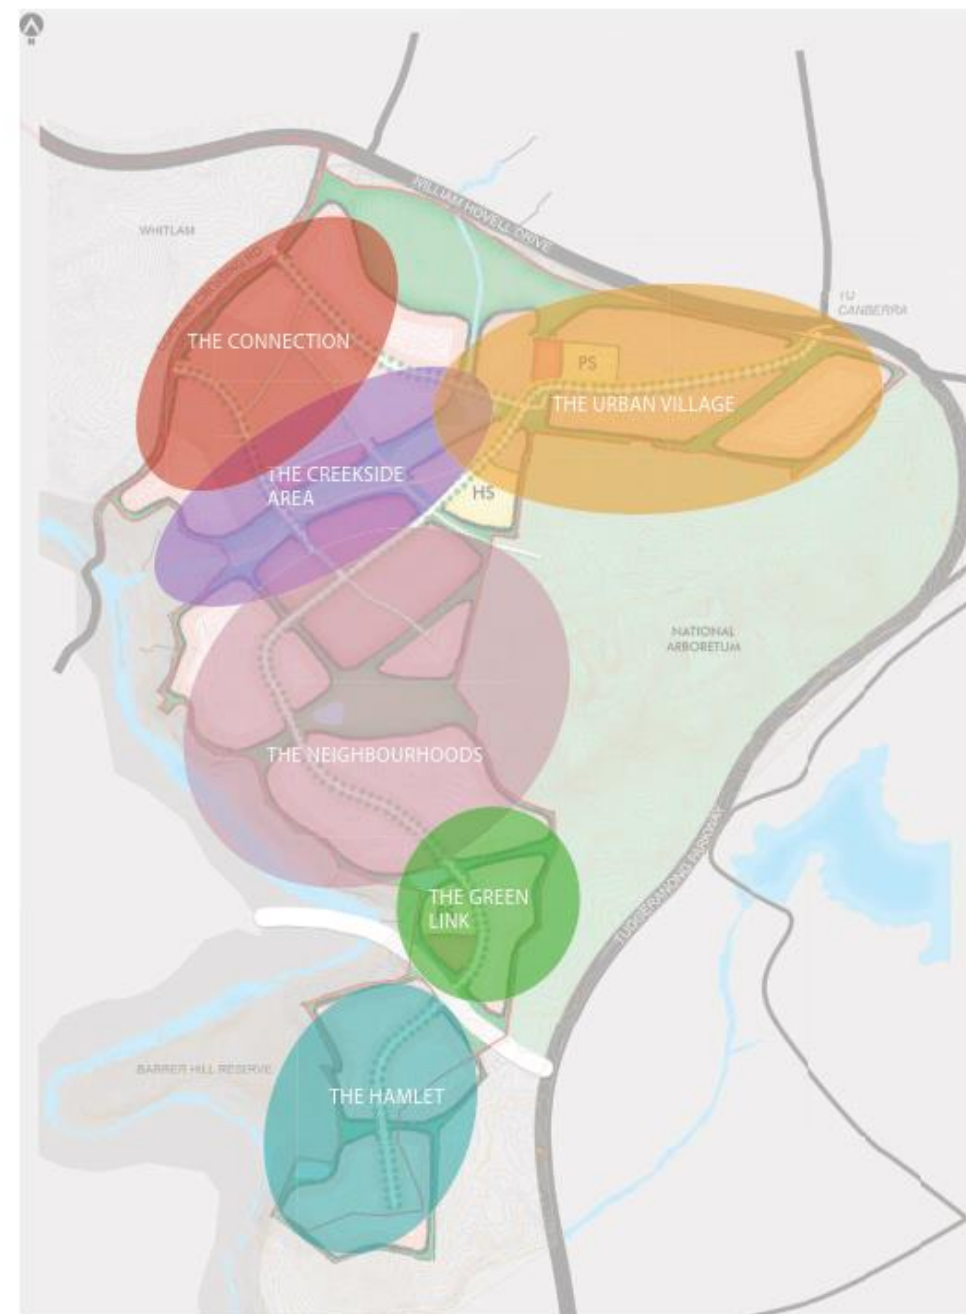 N
WILLIAM HOVELL DRIVE
WHITLAM
TO
CANBERRA
THE CONNECTION
PS
THE URBAN VILLAGE
THE CREEKSIDE
AREA
HS
NATIONAL
ARBORETUM
THE NEIGHBOURHOODS
TUGGERANONG PARKWAY
THE GREEN
LINK
BARRER HILL RESERVE
THE HAMLET